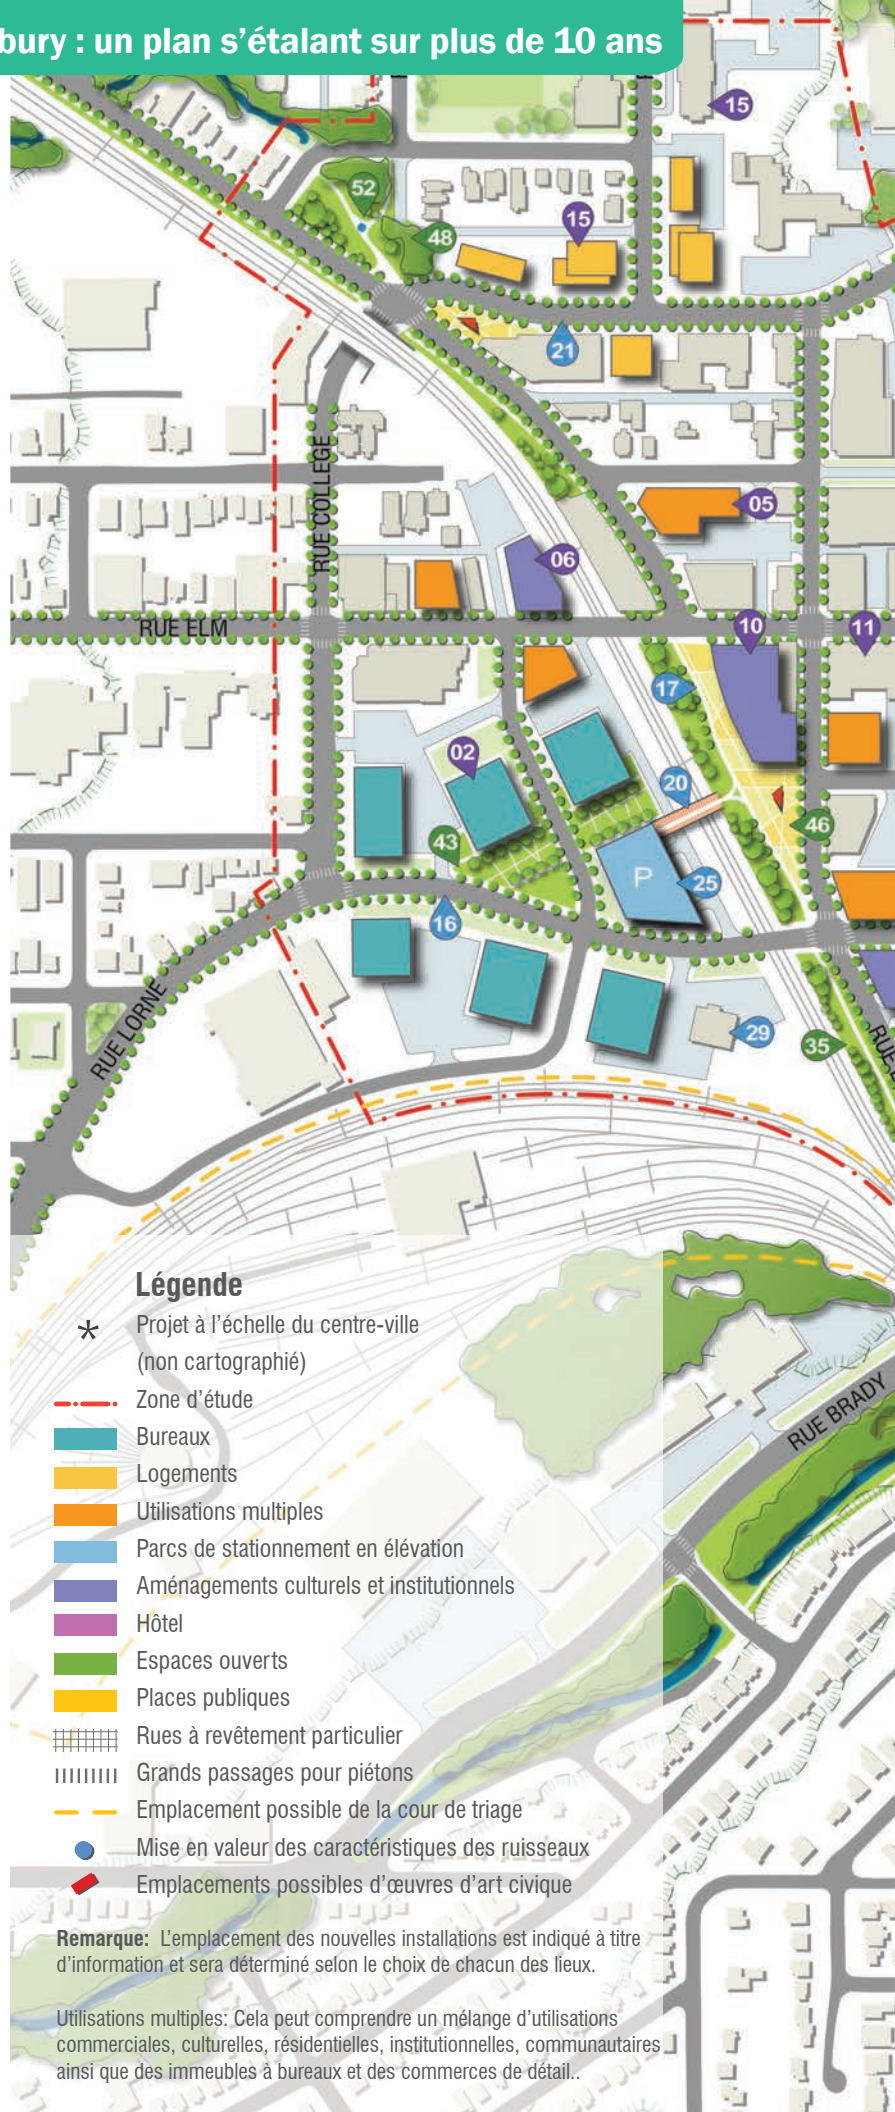 bury : un plan s’étalant sur plus de 10 ans
15
52
15
48
21
RUE COLLEGE
05
06
RUE ELM
10
11
17
02
20
43
46
P
25
16
RUE LORNE
29
35
RUE
Légende
* Projet à l’échelle du centre-ville
(non cartographié)
Zone d’étude
Bureaux
Logements
Utilisations multiples
Parcs de stationnement en élévation
Aménagements culturels et institutionnels
Hôtel
Espaces ouverts
Places publiques
Rues à revêtement particulier
Grands passages pour piétons
Emplacement possible de la cour de triage
Mise en valeur des caractéristiques des ruisseaux
Emplacements possibles d’œuvres d’art civique
RUE BRADY
Remarque: L’emplacement des nouvelles installations est indiqué à titre
d’information et sera déterminé selon le choix de chacun des lieux.
Utilisations multiples: Cela peut comprendre un mélange d’utilisations
commerciales, culturelles, résidentielles, institutionnelles, communautaires
ainsi que des immeubles à bureaux et des commerces de détail..